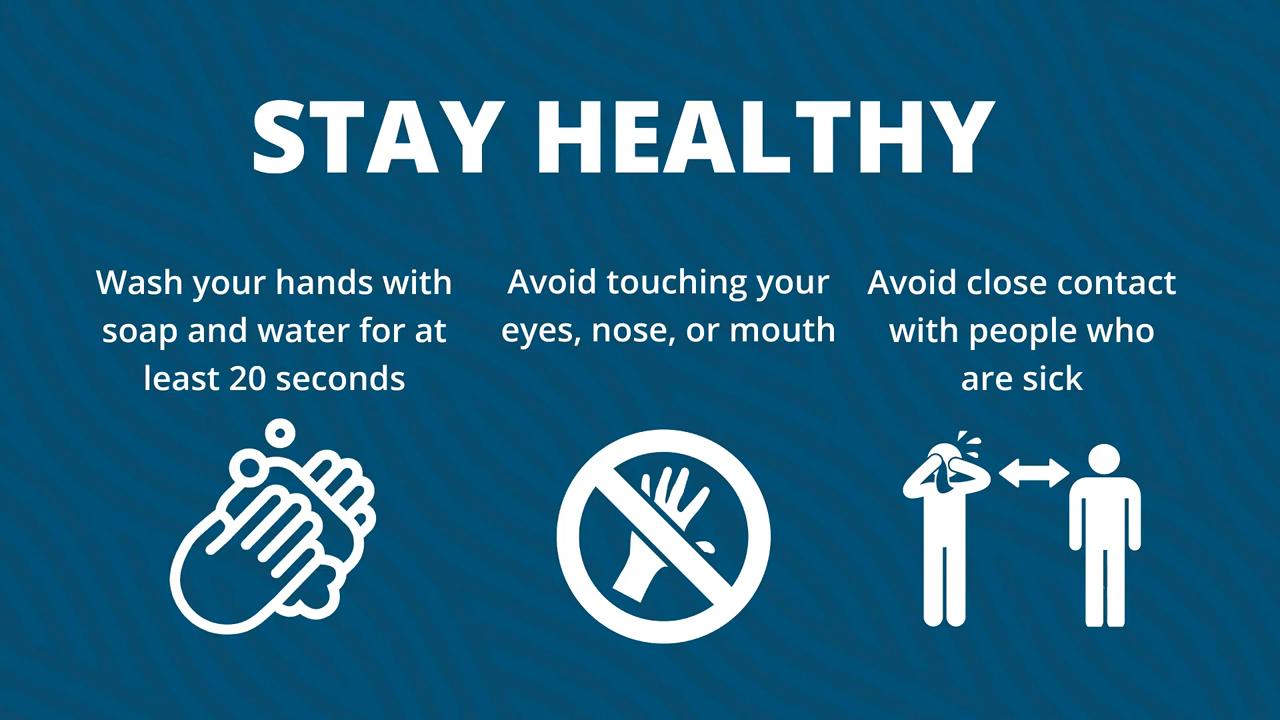 STAY HEALTHY
Wash your hands with
soap and water for at
least 20 seconds
Avoid touching your
eyes, nose, or mouth
Avoid close contact
with people who
are sick